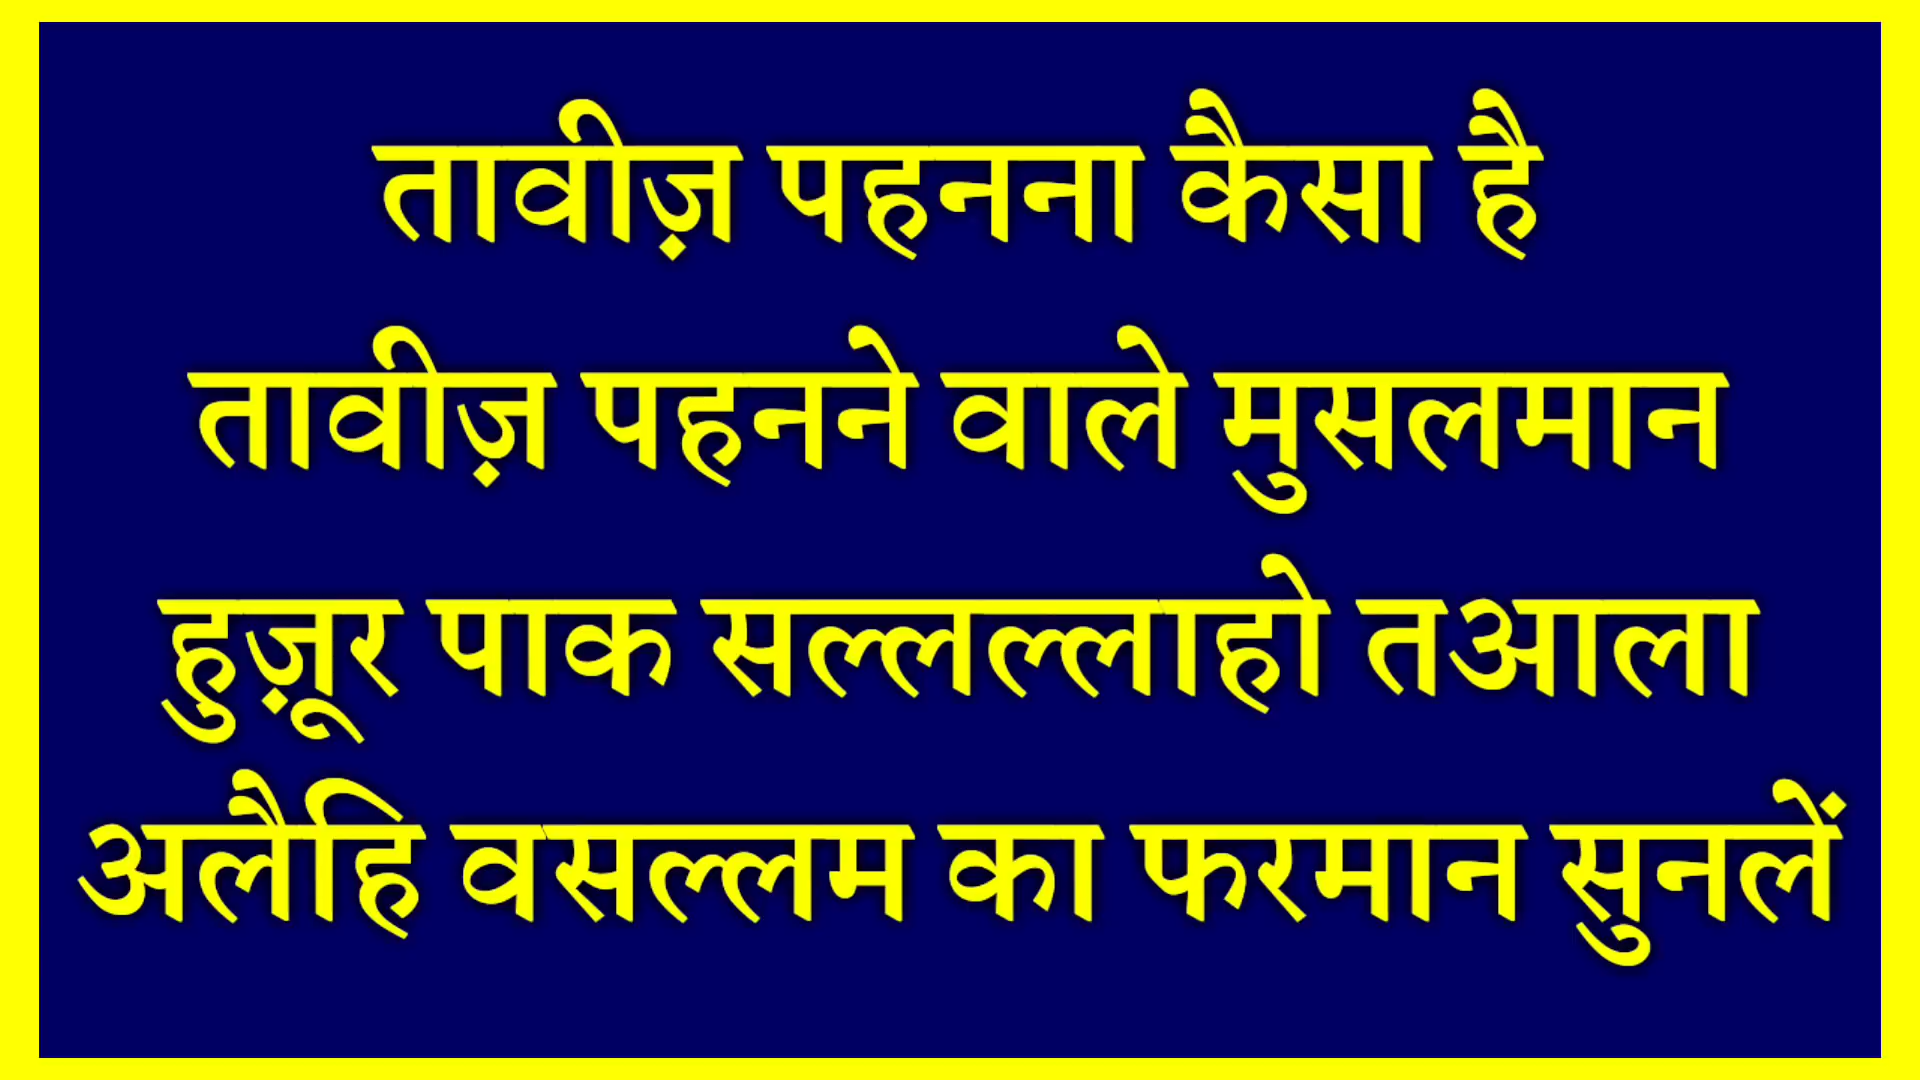 तावीज़ पहनना कैसा है
तावीज़ पहनने वाले मुसलमान
हुज़ूर पाक सल्लल्लाहो तआला
अलैहि वसल्लम का फरमान सुनलें